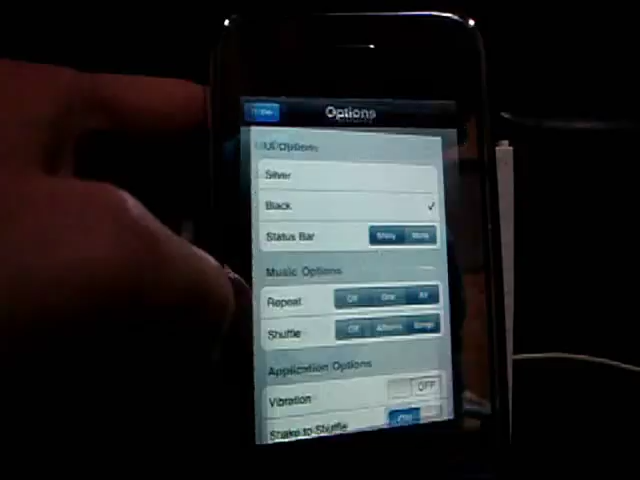 Options
UI Options
Silver
Black
Status Bar
Music Options
Repeat Off One All
Shuffle Off Albums Songs
Application Options
Vibration OFF
Shake to Shuffle ON